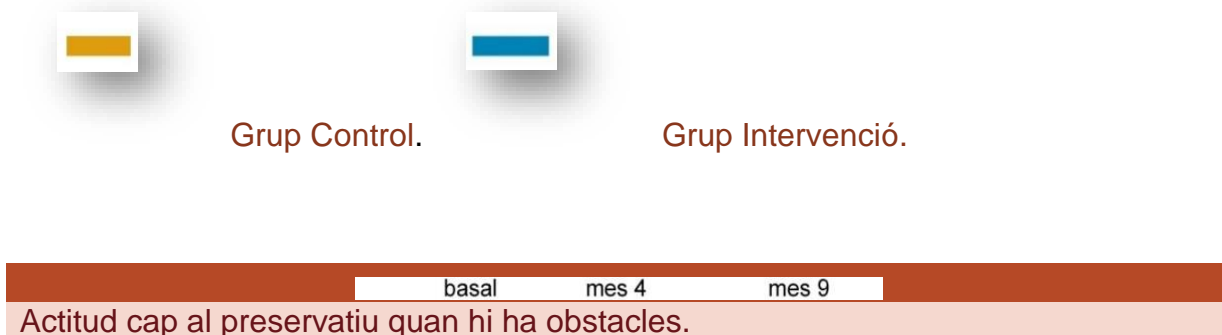 Grup Control. Grup Intervenció.
basal mes 4 mes 9
Actitud cap al preservatiu quan hi ha obstacles.